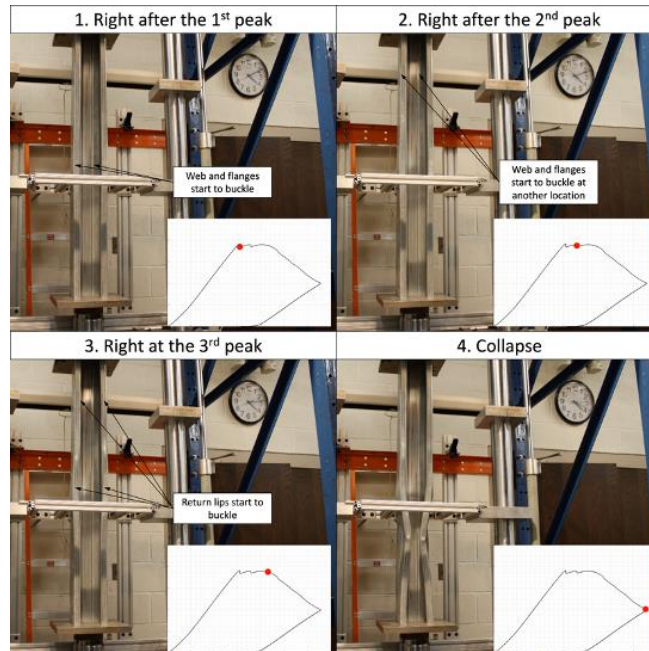 1. Right after the 1st peak
2. Right after the 2nd peak
Web and flanges
start to buckle
Web and flanges
start to buckle at
another location
3. Right at the 3rd peak
4. Collapse
Return lips start to
buckle